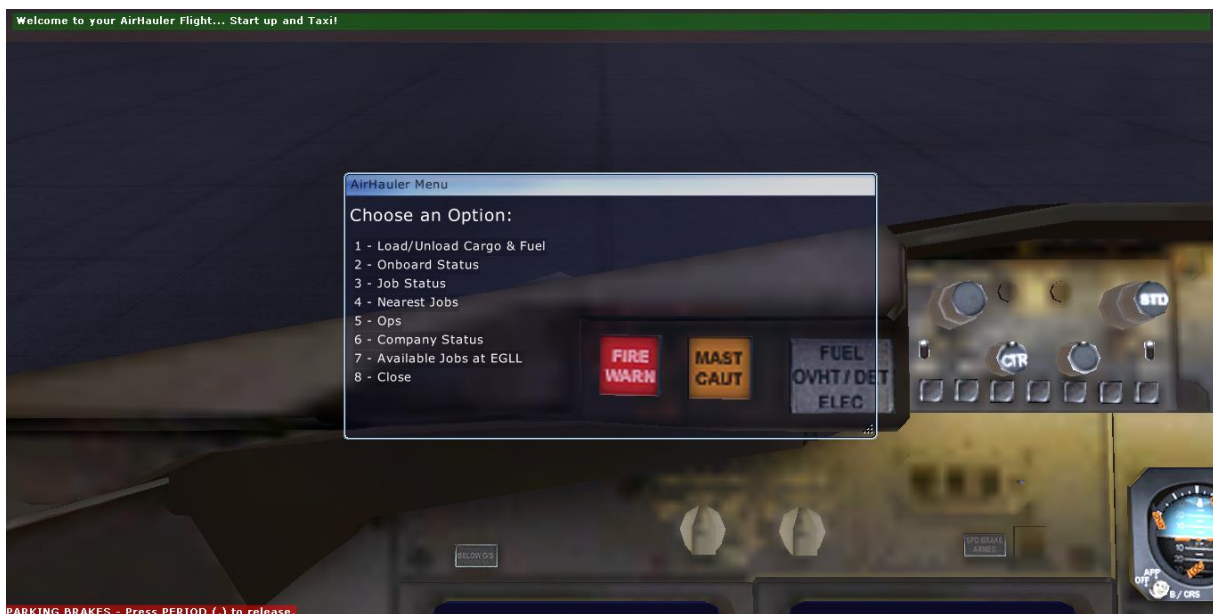 Welcome to your AirHauler Flight... Start up and Taxi!
AirHauler Menu
Choose an Option:
1 - Load/Unload Cargo & Fuel
2 - Onboard Status
3 - Job Status
4 - Nearest Jobs
5 - Ops
6 - Company Status
7 - Available Jobs at EGLL
8 - Close
FIRE
WARN
MAST
CAUT
FUEL
OVHT/DET
ELEC
STD
CTR
BELOW G/S
SPD BRAKE
ARMED
10
20
APP
OFF
B/CRS
PARKING BRAKES - Press PERIOD (.) to release.